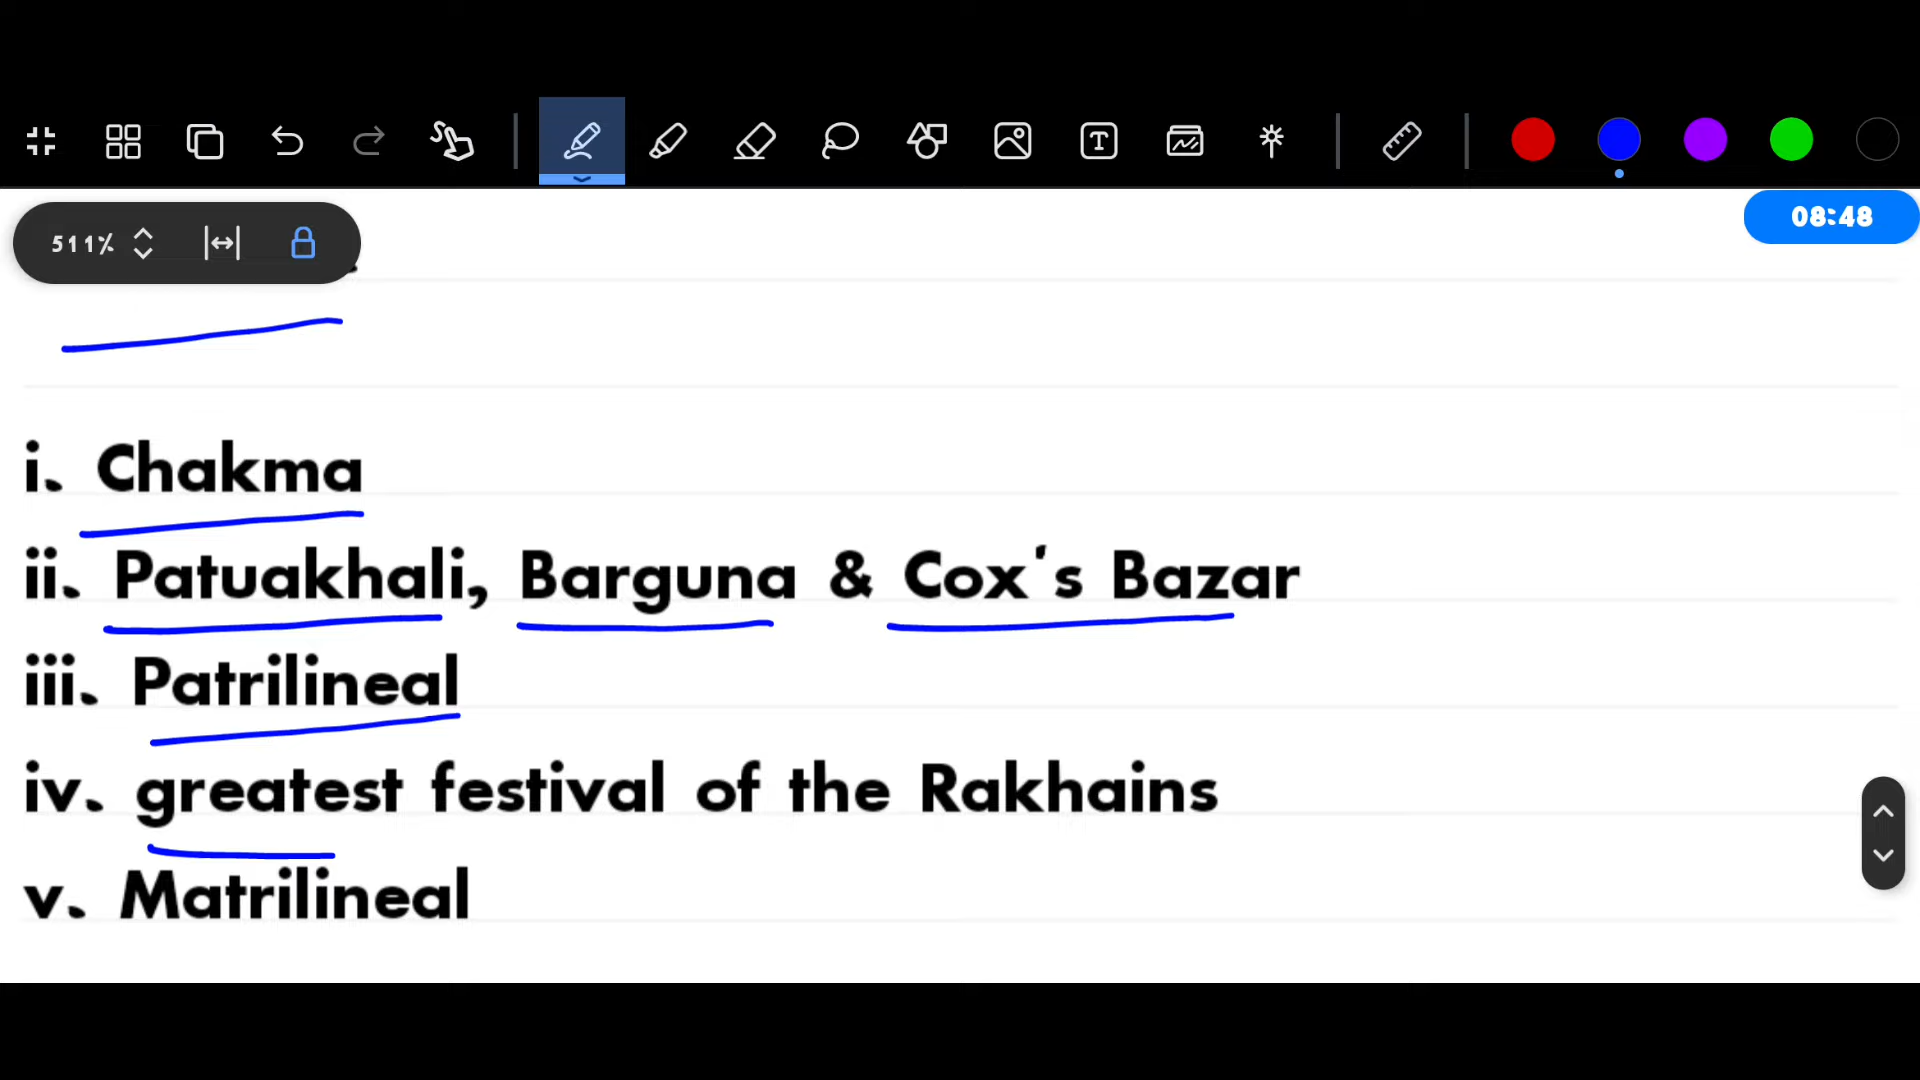 08:48
511%
i. Chakma
ii. Patuakhali, Barguna & Cox's Bazar
iii. Patrilineal
iv. greatest festival of the Rakhains
v. Matrilineal